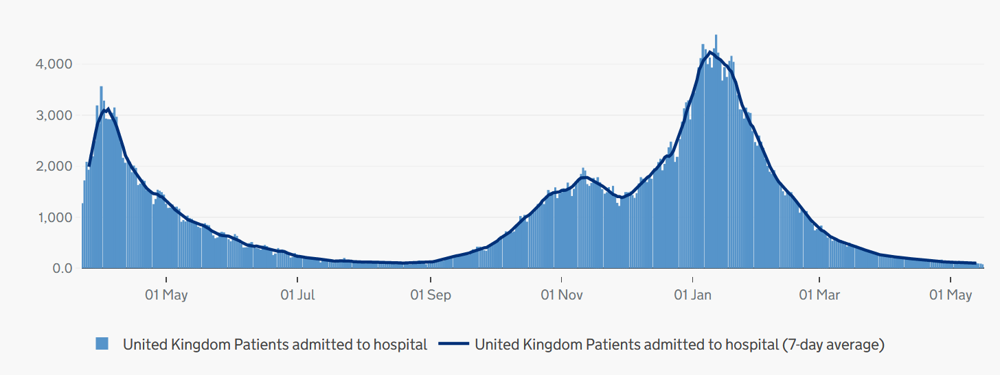 4,000
3,000
2,000
1,000
0.0
01 May 01 Jul 01 Sep 01 Nov 01 Jan 01 Mar 01 May
United Kingdom Patients admitted to hospital United Kingdom Patients admitted to hospital (7-day average)